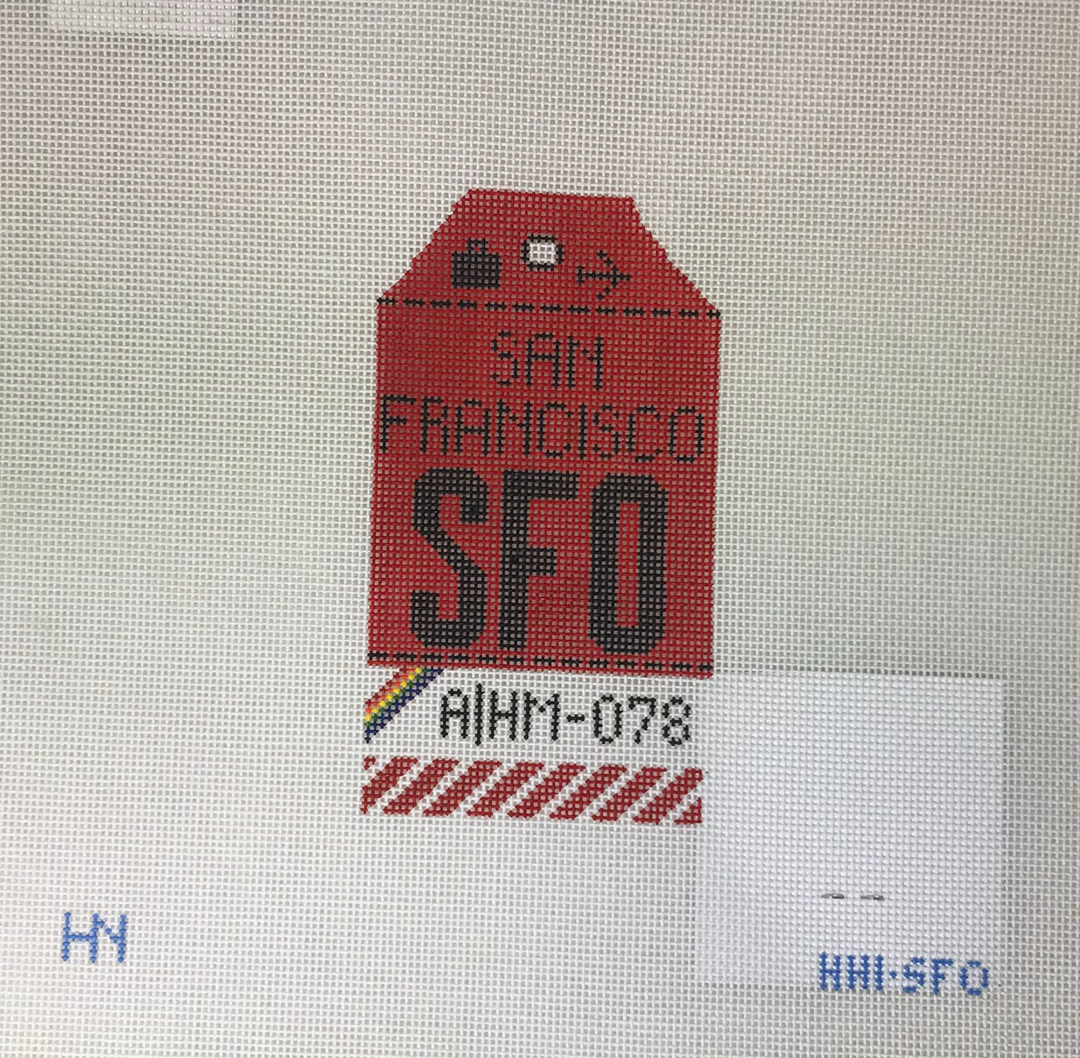 SAN
FRANCISCO
SFO
A|HM-078
HN
HHI·SFO